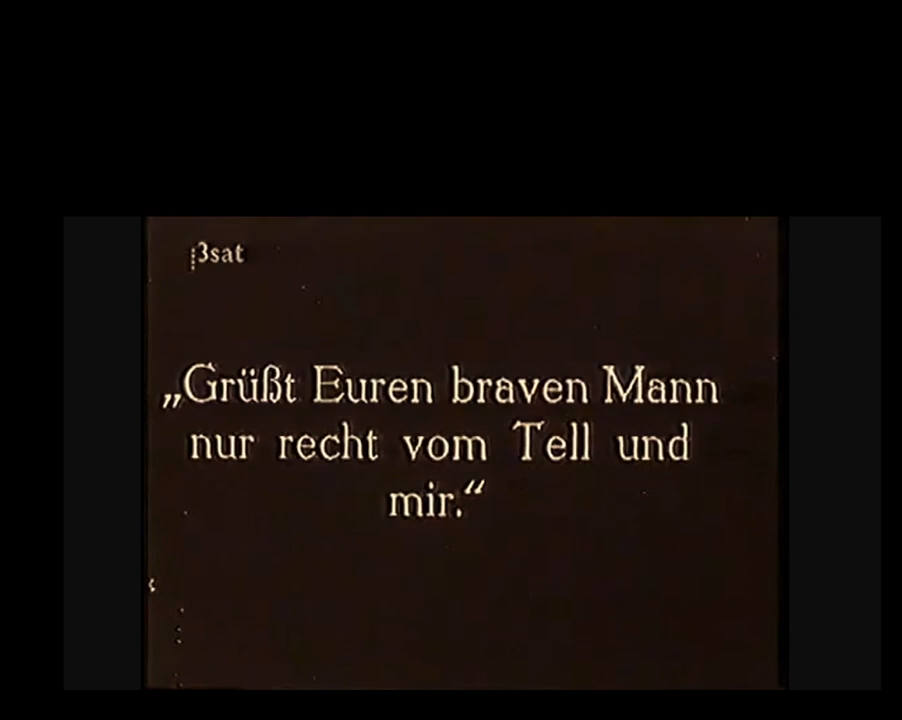 3sat
„Grüßt Euren braven Mann
nur recht vom Tell und
mir.“